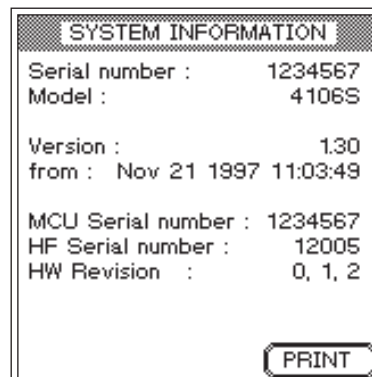 SYSTEM INFORMATION
Serial number : 1234567
Model : 4106S
Version : 1.30
from : Nov 21 1997 11:03:49
MCU Serial number : 1234567
HF Serial number : 12005
HW Revision : 0, 1, 2
PRINT